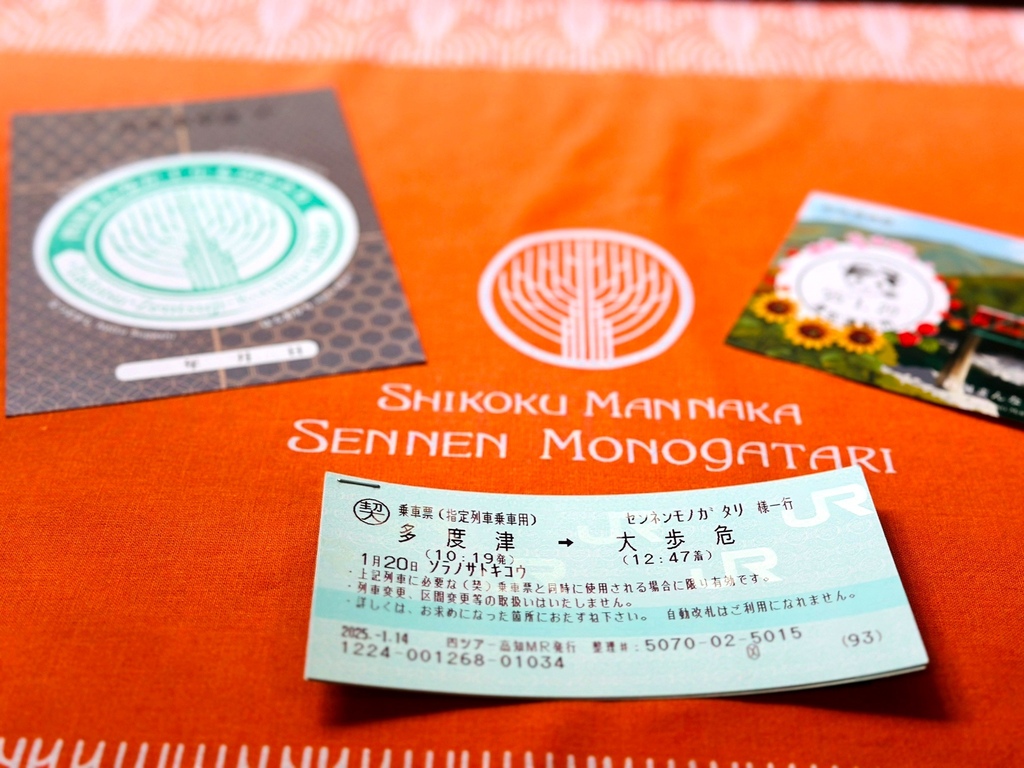 SHIKOKU MANNAKA
SENNEN MONOGATARI
契 乗車票(指定列車乗車用) センネンモノガタリ 様一行
多度津 → 大歩危
(10:19発) (12:47着)
1月20日 ソラノサトキコウ
・上記列車に必要な(契)乗車票と同時に使用される場合に限り有効です。
・列車変更、区間変更等の取扱いはいたしません。
・詳しくは、お求めになった箇所におたずね下さい。 自動改札はご利用になれません。
2025.-1.14 四ツアー高知MR発行 整理#:5070-02-5015
1224-001268-01034 (93)
JR
JR